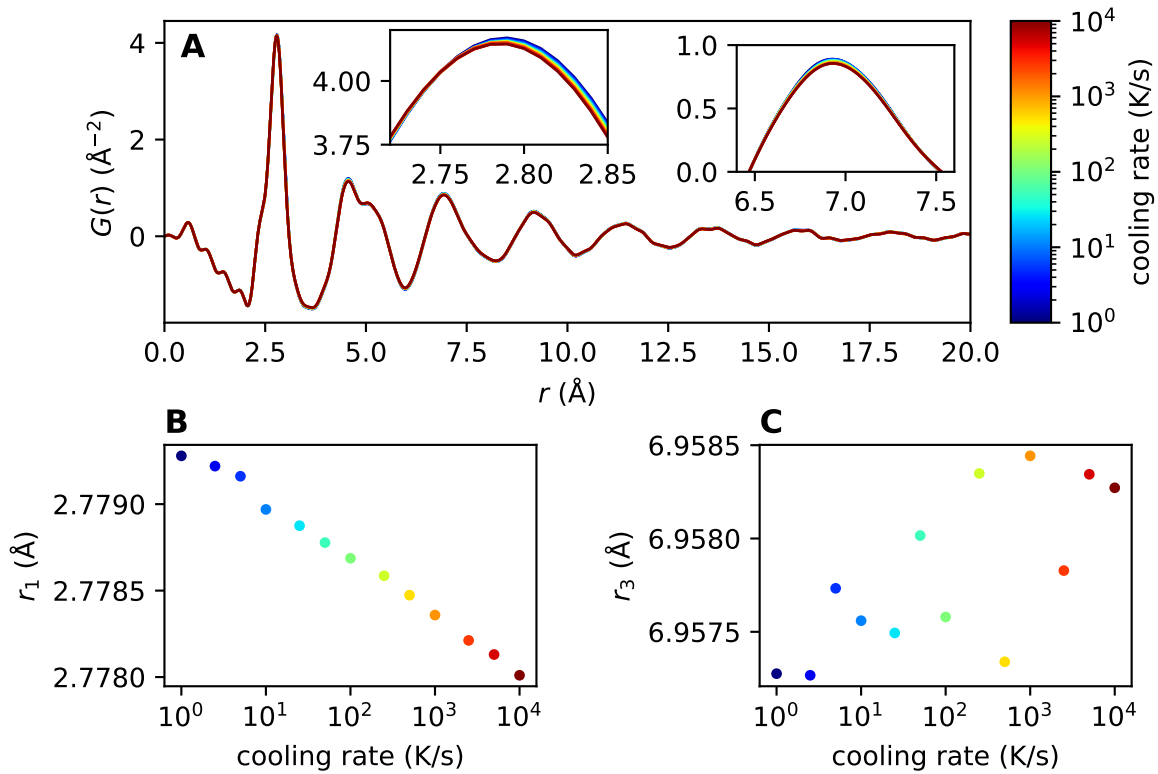 A
G(r) (Å⁻²)
4
2
0
4.00
3.75
2.75 2.80 2.85
1.0
0.5
0.0
6.5 7.0 7.5
0.0 2.5 5.0 7.5 10.0 12.5 15.0 17.5 20.0
r (Å)
10⁴
10³
10²
10¹
10⁰
cooling rate (K/s)
B
r₁ (Å)
2.7790
2.7785
2.7780
10⁰ 10¹ 10² 10³ 10⁴
cooling rate (K/s)
C
r₃ (Å)
6.9585
6.9580
6.9575
10⁰ 10¹ 10² 10³ 10⁴
cooling rate (K/s)